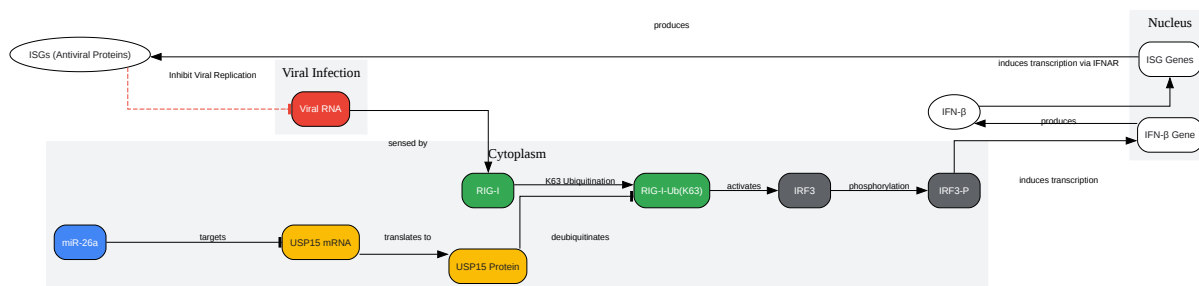 produces
Nucleus
ISGs (Antiviral Proteins)
ISG Genes
induces transcription via IFNAR
Inhibit Viral Replication
Viral Infection
Viral RNA
IFN-β
produces
IFN-β Gene
sensed by
Cytoplasm
RIG-I
K63 Ubiquitination
RIG-I-Ub(K63)
activates
IRF3
phosphorylation
IRF3-P
induces transcription
miR-26a
targets
USP15 mRNA
translates to
USP15 Protein
deubiquitinates